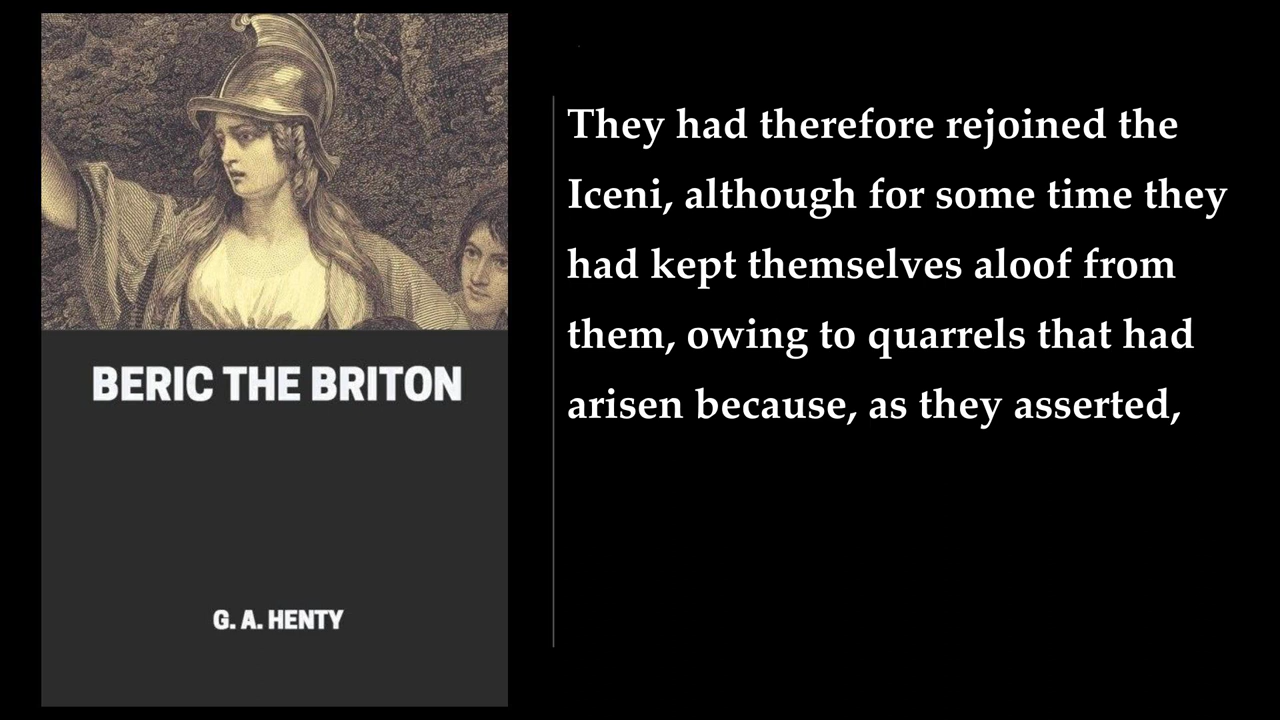 BERIC THE BRITON
G. A. HENTY
They had therefore rejoined the
Iceni, although for some time they
had kept themselves aloof from
them, owing to quarrels that had
arisen because, as they asserted,